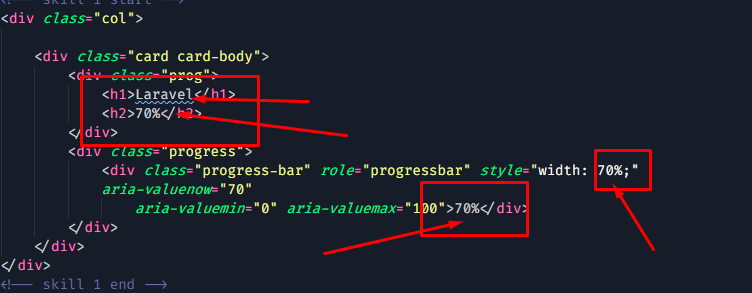 <!-- skill 1 start -->
<div class="col">
<div class="card card-body">
<div class="prog">
<h1>Laravel</h1>
<h2>70%</h2>
</div>
<div class="progress">
<div class="progress-bar" role="progressbar" style="width: 70%;"
aria-valuenow="70"
aria-valuemin="0" aria-valuemax="100">70%</div>
</div>
</div>
</div>
<!-- skill 1 end -->